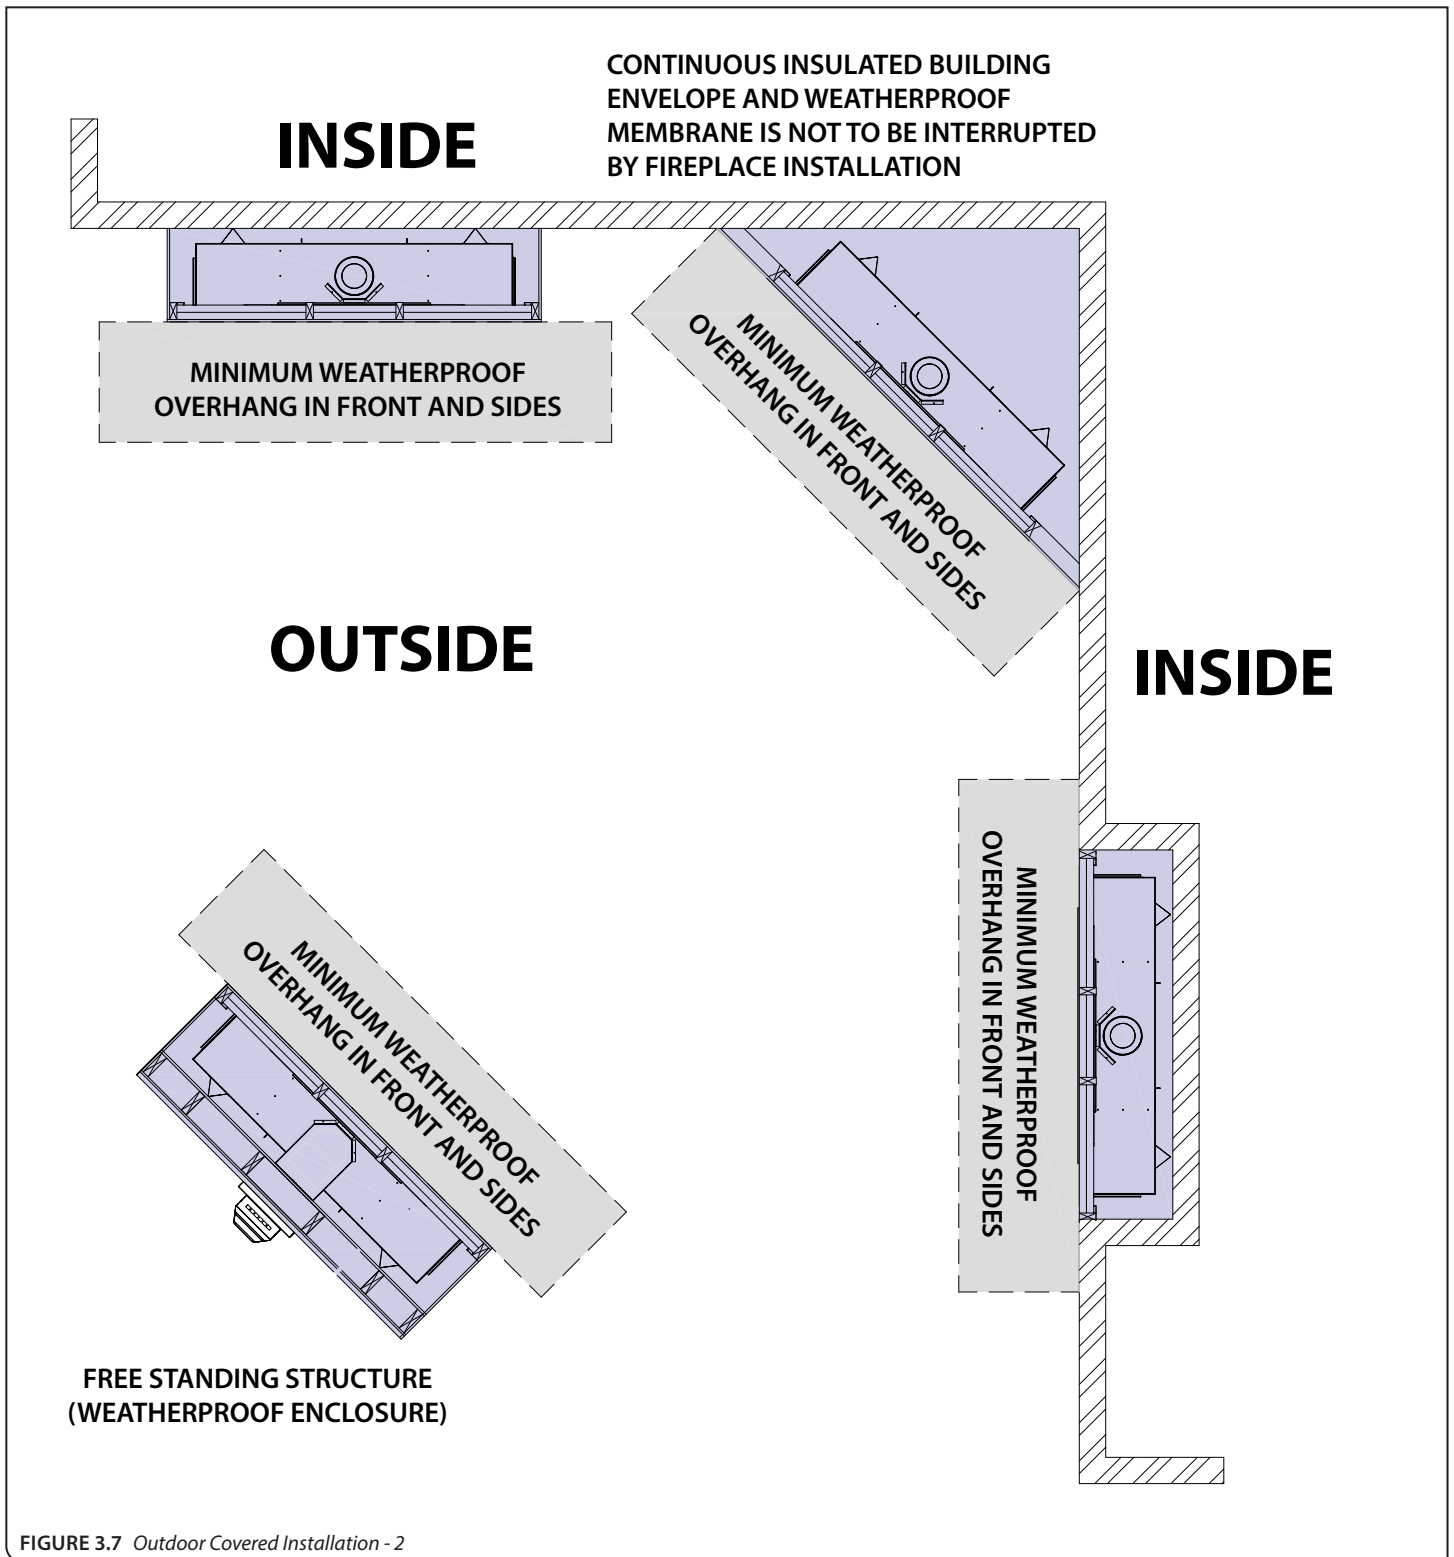 CONTINUOUS INSULATED BUILDING
ENVELOPE AND WEATHERPROOF
MEMBRANE IS NOT TO BE INTERRUPTED
BY FIREPLACE INSTALLATION
INSIDE
MINIMUM WEATHERPROOF
OVERHANG IN FRONT AND SIDES
MINIMUM WEATHERPROOF
OVERHANG IN FRONT AND SIDES
OUTSIDE
INSIDE
MINIMUM WEATHERPROOF
OVERHANG IN FRONT AND SIDES
MINIMUM WEATHERPROOF
OVERHANG IN FRONT AND SIDES
FREE STANDING STRUCTURE
(WEATHERPROOF ENCLOSURE)
FIGURE 3.7 Outdoor Covered Installation - 2